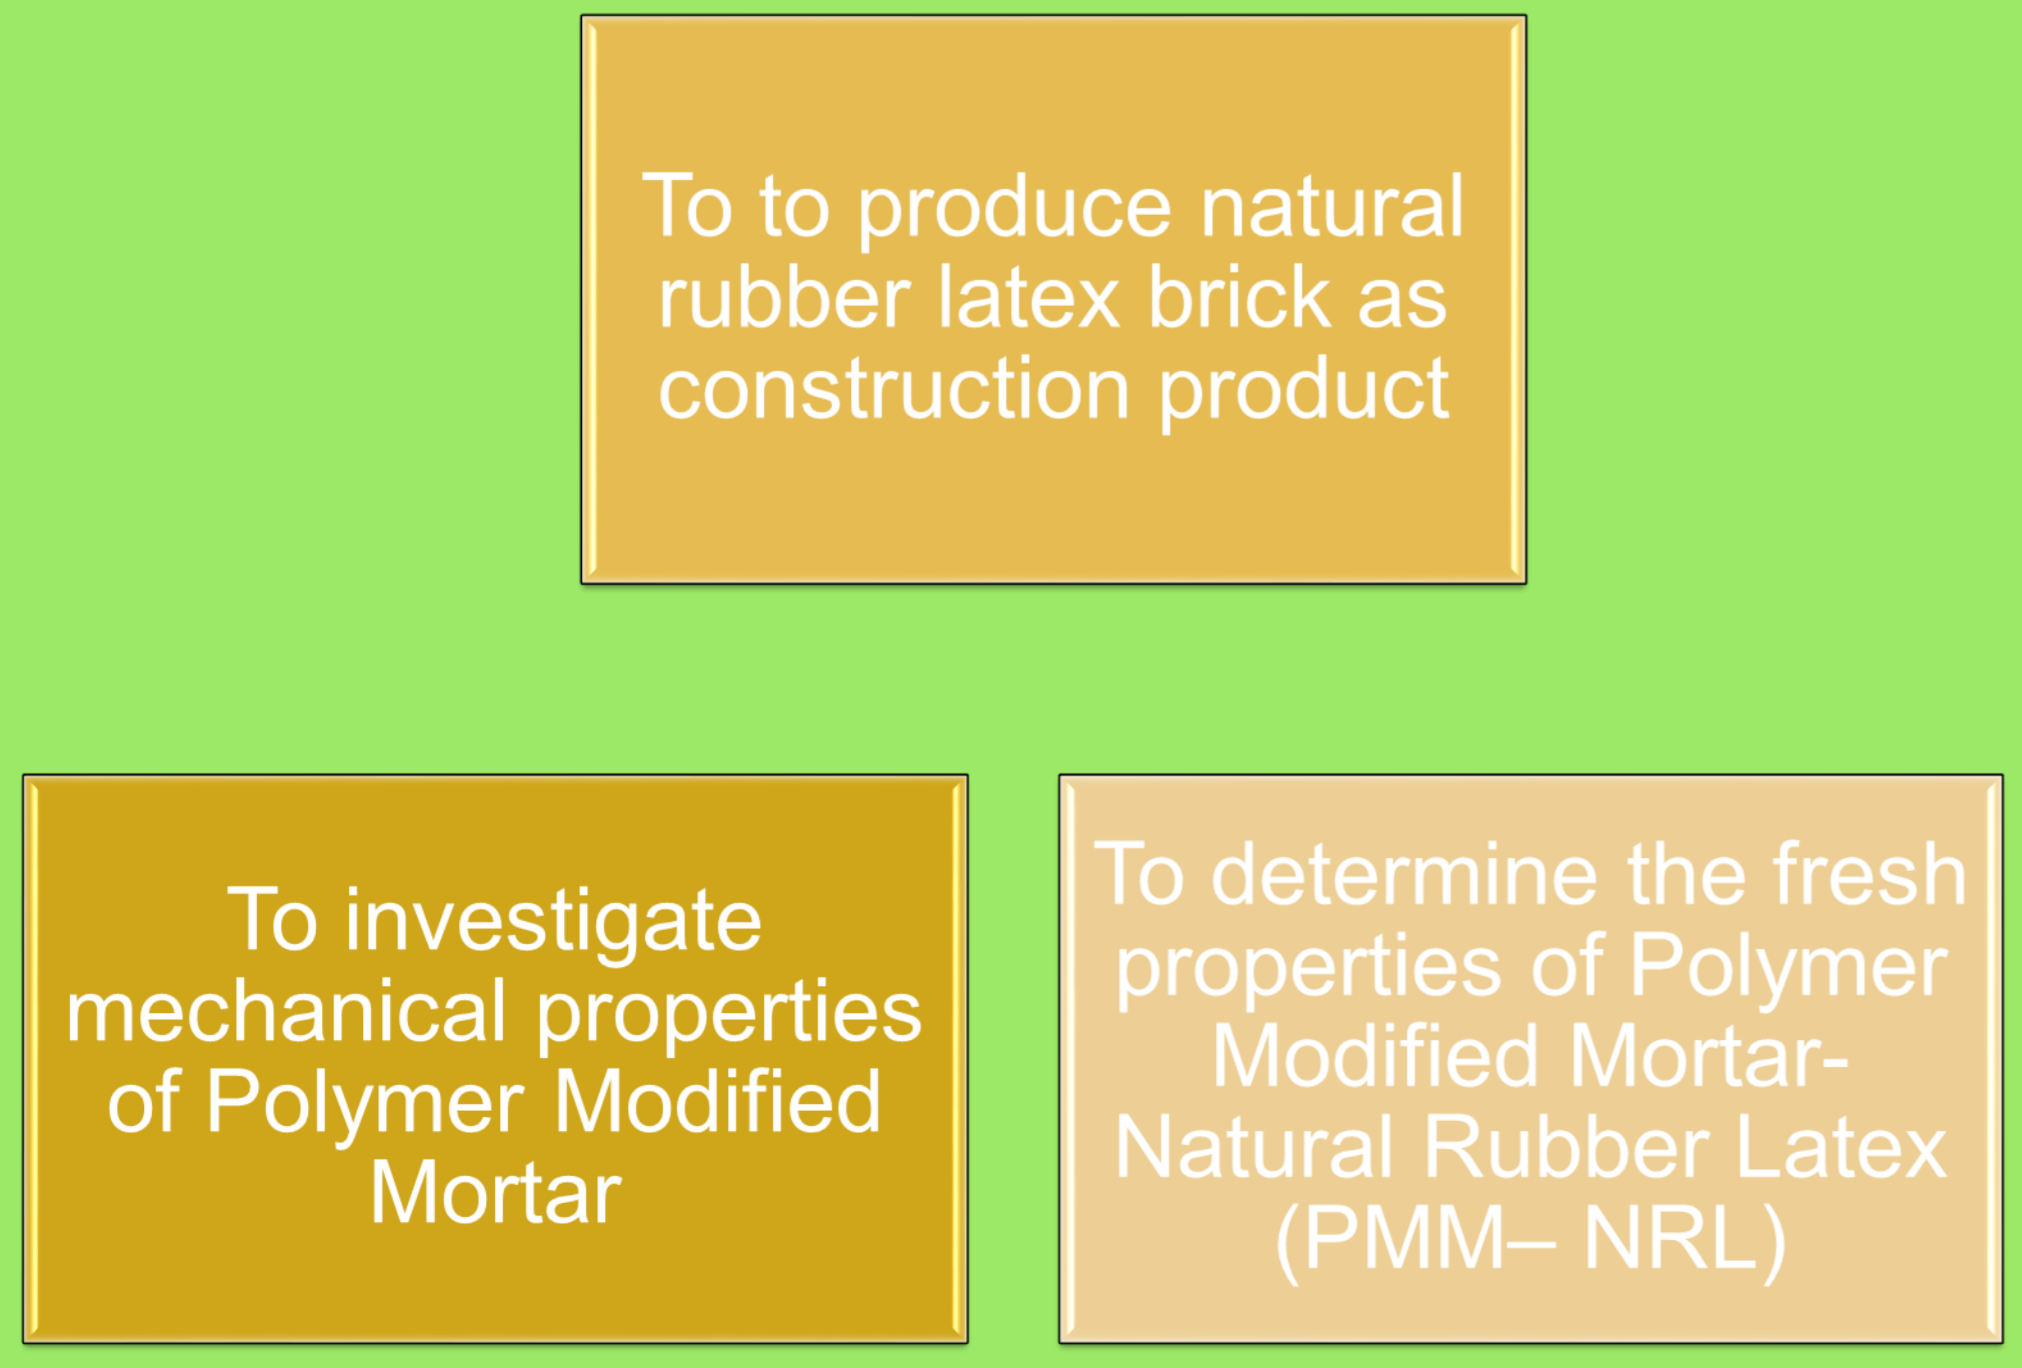 To to produce natural
rubber latex brick as
construction product
To investigate
mechanical properties
of Polymer Modified
Mortar
To determine the fresh
properties of Polymer
Modified Mortar-
Natural Rubber Latex
(PMM– NRL)